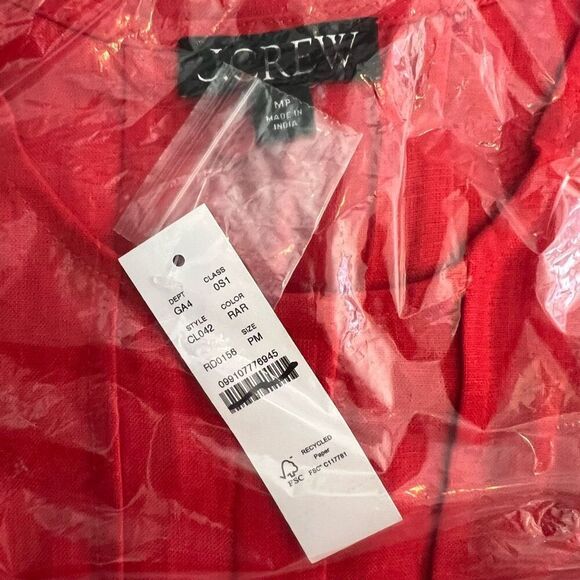 J.CREW
MP
MADE IN
INDIA
DEPT CLASS
GA4 0S1
STYLE COLOR
CL042 RAR
SIZE
RD0156 PM
099107776945
RECYCLED
Paper
FSC® C117781
FSC